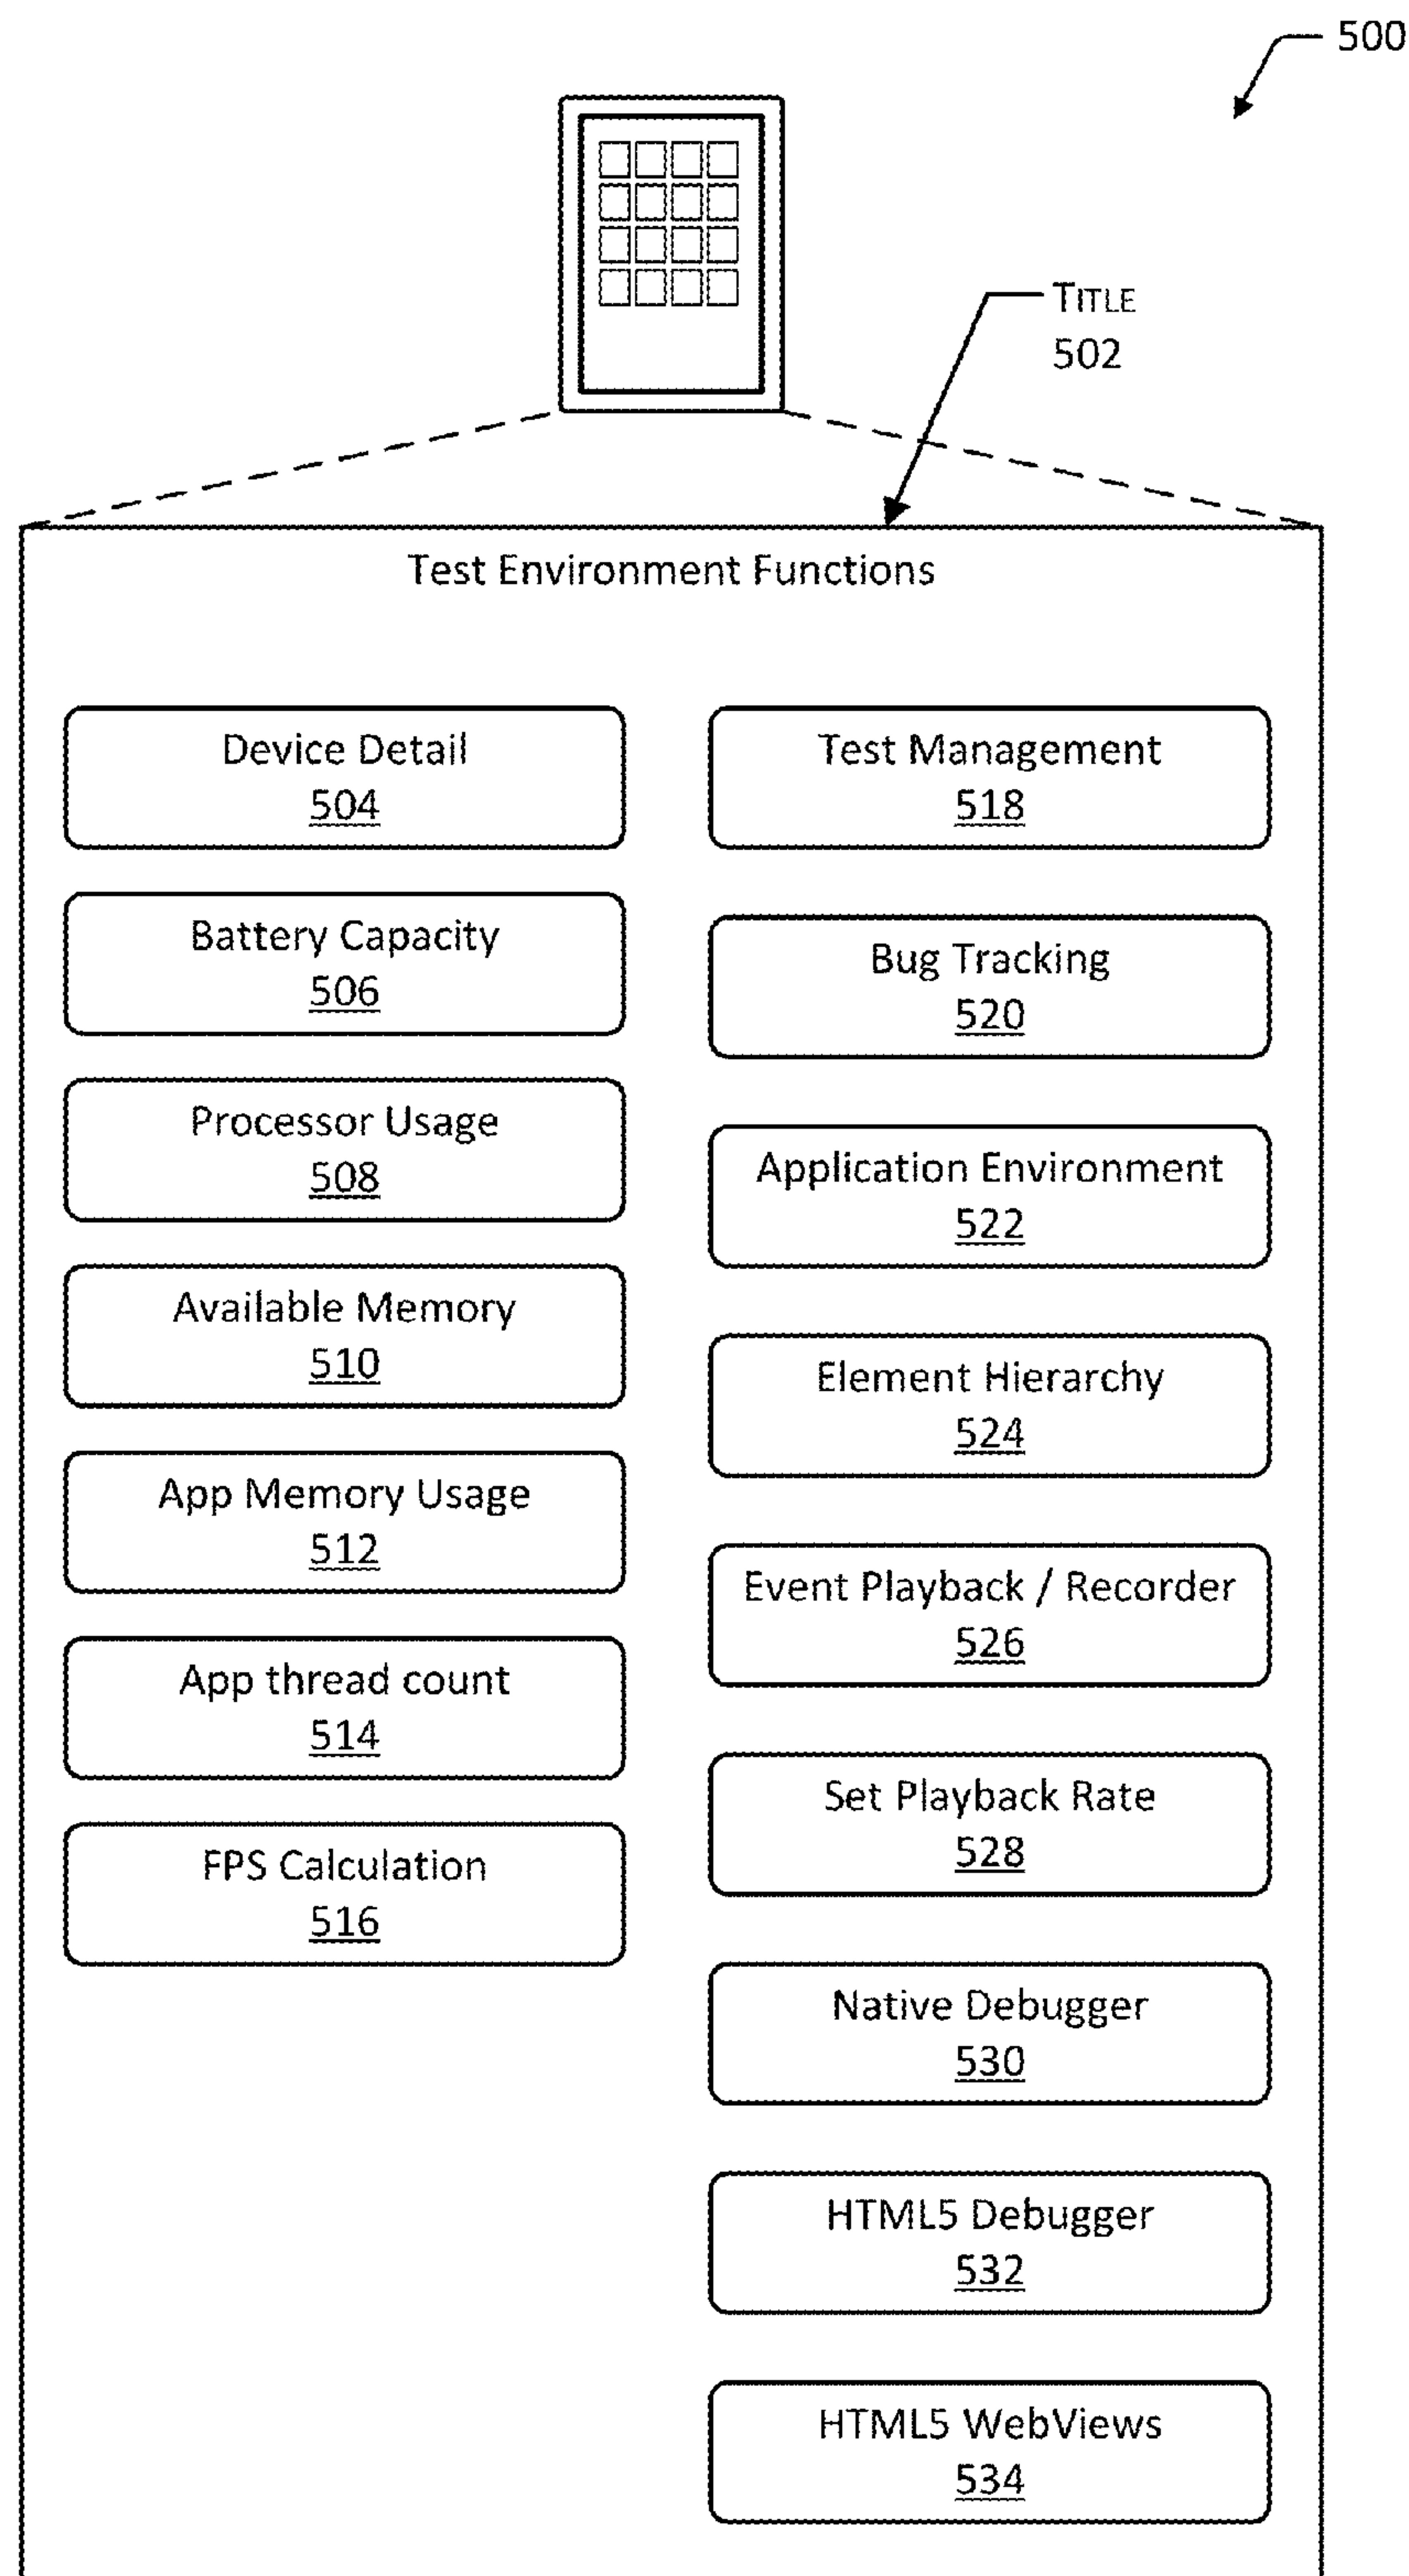 500
TITLE
502
Test Environment Functions
Device Detail
504
Battery Capacity
506
Processor Usage
508
Available Memory
510
App Memory Usage
512
App thread count
514
FPS Calculation
516
Test Management
518
Bug Tracking
520
Application Environment
522
Element Hierarchy
524
Event Playback / Recorder
526
Set Playback Rate
528
Native Debugger
530
HTML5 Debugger
532
HTML5 WebViews
534